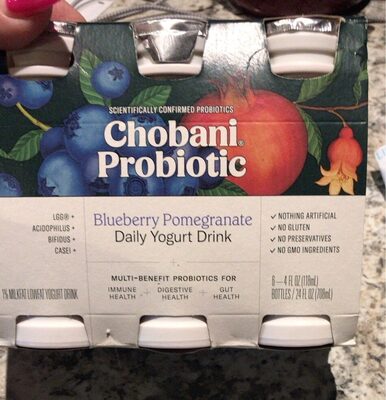 SCIENTIFICALLY CONFIRMED PROBIOTICS
Chobani®
Probiotic
LGG® +
ACIDOPHILUS +
BIFIDUS +
CASEI +
1% MILKFAT LOWFAT YOGURT DRINK
Blueberry Pomegranate
Daily Yogurt Drink
MULTI-BENEFIT PROBIOTICS FOR
IMMUNE HEALTH + DIGESTIVE HEALTH + GUT HEALTH
✓ NOTHING ARTIFICIAL
✓ NO GLUTEN
✓ NO PRESERVATIVES
✓ NO GMO INGREDIENTS
6 – 4 FL OZ (118mL)
BOTTLES / 24 FL OZ (708mL)